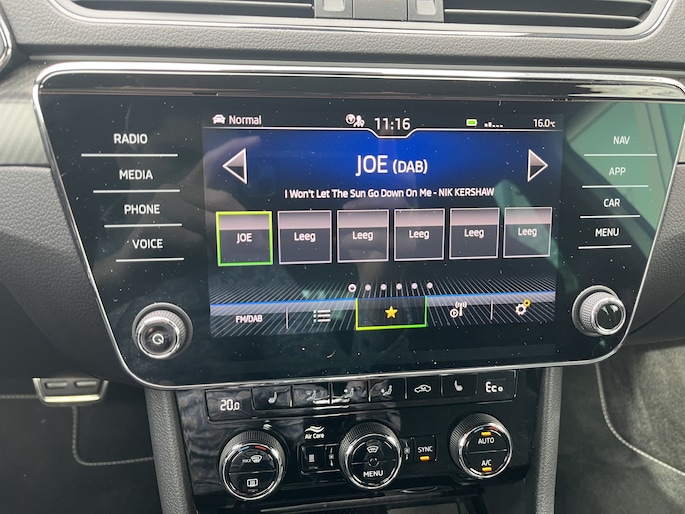 Normal
11:16
16.0°C
RADIO
MEDIA
PHONE
VOICE
JOE (DAB)
I Won't Let The Sun Go Down On Me - NIK KERSHAW
JOE
Leeg
Leeg
Leeg
Leeg
Leeg
FM/DAB
NAV
APP
CAR
MENU
20.0
Eco
Air Care
MAX
MENU
SYNC
AUTO
A/C